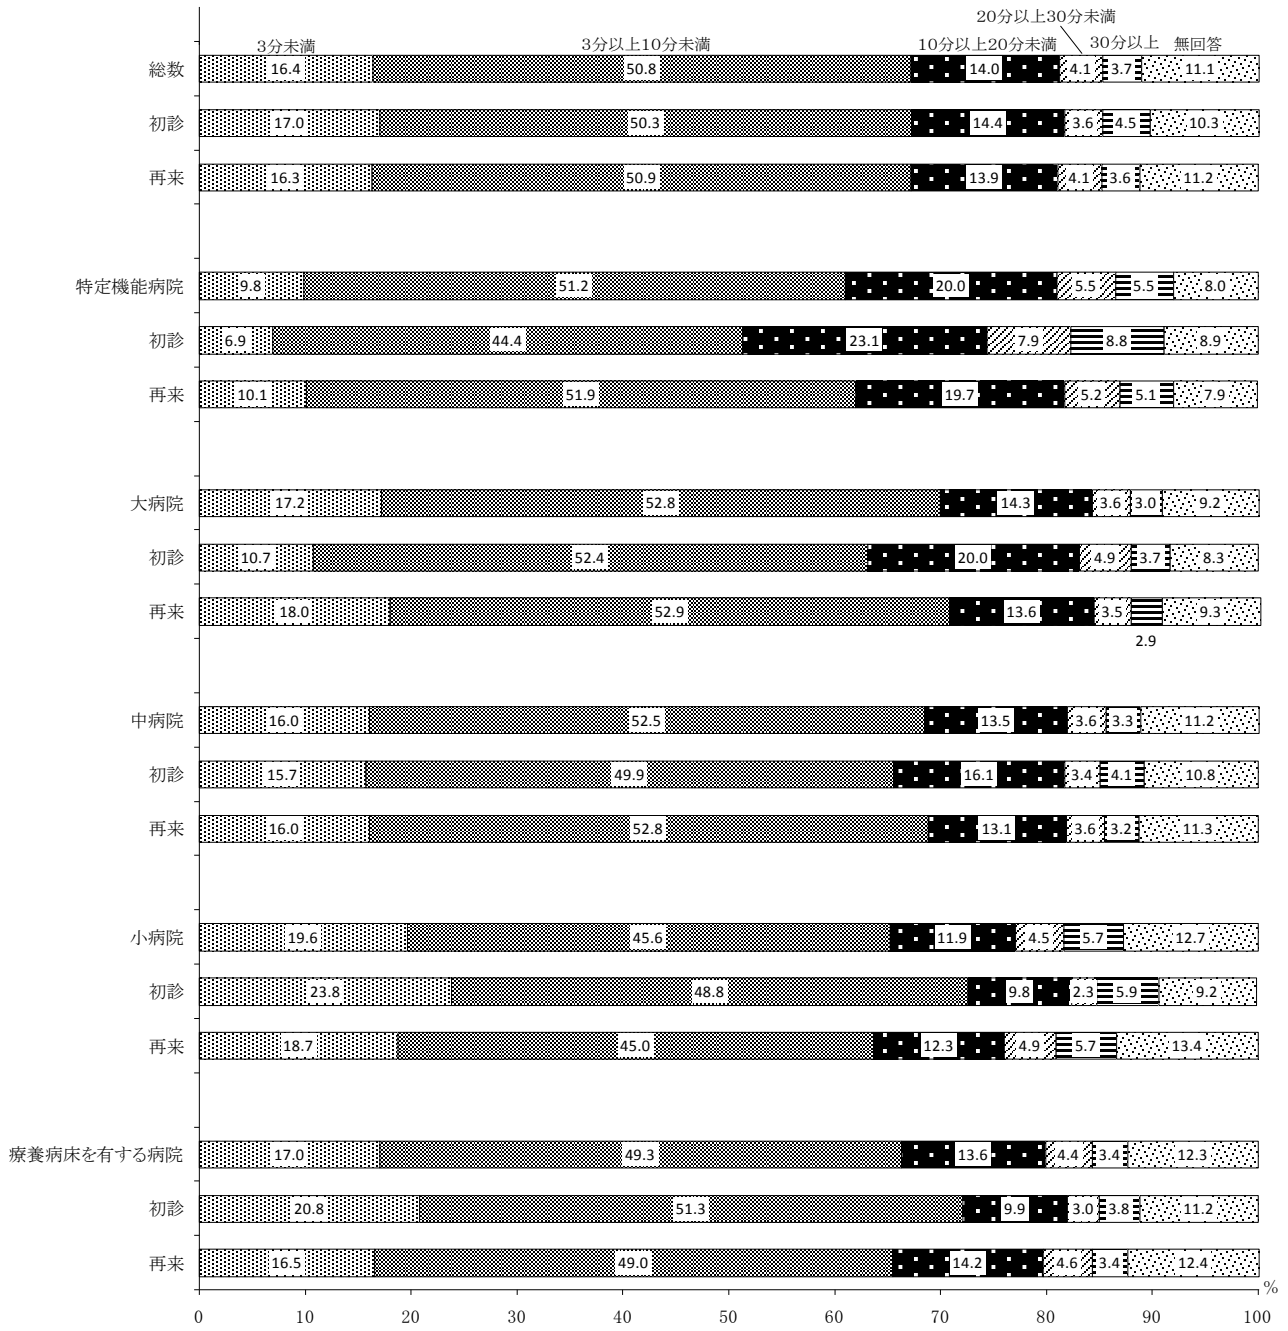 20分以上30分未満
3分未満 3分以上10分未満 10分以上20分未満 30分以上 無回答
総数 16.4 50.8 14.0 4.1 3.7 11.1
初診 17.0 50.3 14.4 3.6 4.5 10.3
再来 16.3 50.9 13.9 4.1 3.6 11.2
特定機能病院 9.8 51.2 20.0 5.5 5.5 8.0
初診 6.9 44.4 23.1 7.9 8.8 8.9
再来 10.1 51.9 19.7 5.2 5.1 7.9
大病院 17.2 52.8 14.3 3.6 3.0 9.2
初診 10.7 52.4 20.0 4.9 3.7 8.3
再来 18.0 52.9 13.6 3.5 9.3
2.9
中病院 16.0 52.5 13.5 3.6 3.3 11.2
初診 15.7 49.9 16.1 3.4 4.1 10.8
再来 16.0 52.8 13.1 3.6 3.2 11.3
小病院 19.6 45.6 11.9 4.5 5.7 12.7
初診 23.8 48.8 9.8 2.3 5.9 9.2
再来 18.7 45.0 12.3 4.9 5.7 13.4
療養病床を有する病院 17.0 49.3 13.6 4.4 3.4 12.3
初診 20.8 51.3 9.9 3.0 3.8 11.2
再来 16.5 49.0 14.2 4.6 3.4 12.4
%
0 10 20 30 40 50 60 70 80 90 100